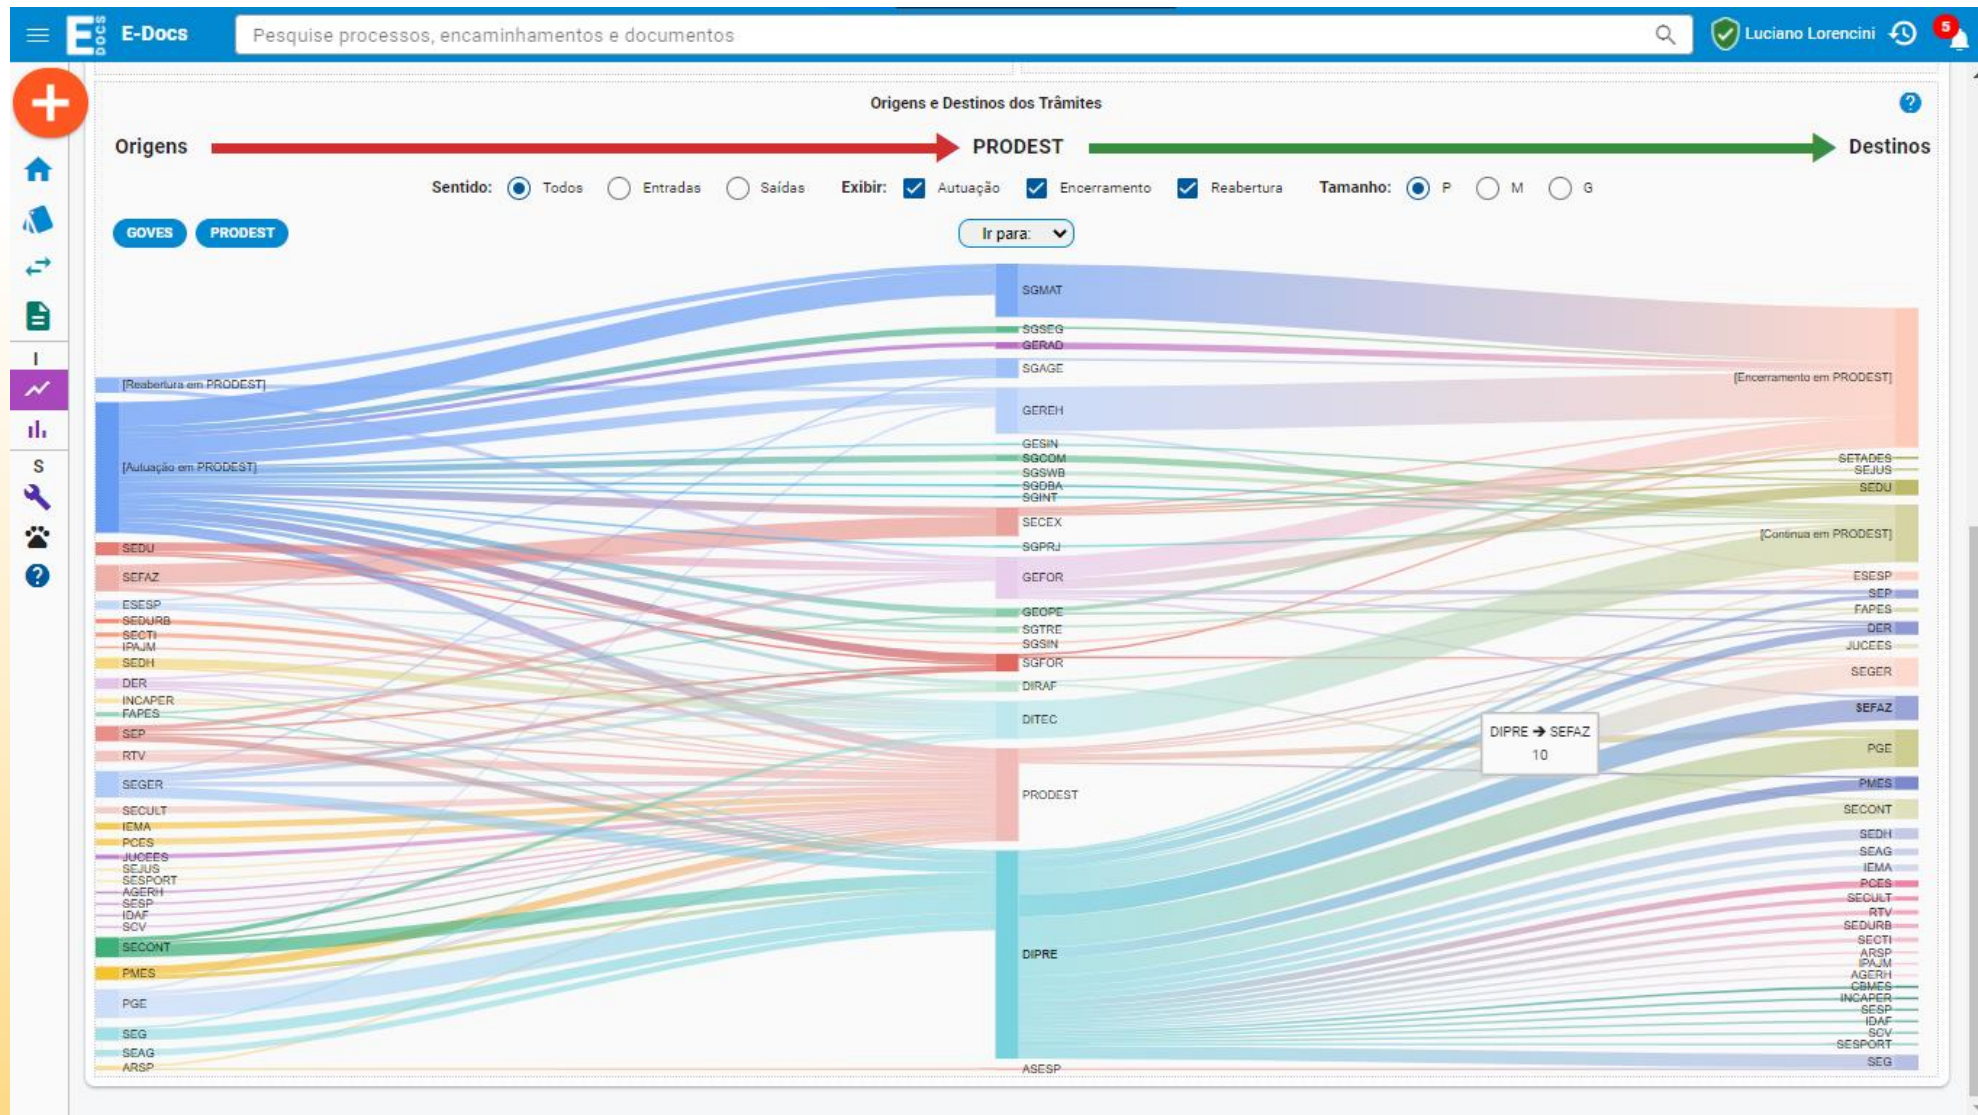 E DOCS E-Docs Pesquise processos, encaminhamentos e documentos Luciano Lorencini 5
Origens e Destinos dos Trâmites
Origens PRODEST Destinos
Sentido: Todos Entradas Saídas Exibir: Autuação Encerramento Reabertura Tamanho: P M G
GOVES PRODEST Ir para:
I
S
[Reabertura em PRODEST]
[Autuação em PRODEST]
SEDU
SEFAZ
ESESP
SEDURB
SECTI
IPAJM
SEDH
DER
INCAPER
FAPES
SEP
RTV
SEGER
SECULT
IEMA
PCES
JUCEES
SEJUS
SESPORT
AGERH
SESP
IDAF
SCV
SECONT
PMES
PGE
SEG
SEAG
ARSP
SGMAT
SGSEG
GERAD
SGAGE
GEREH
GESIN
SGCOM
SGSWB
SGDBA
SGINT
SECEX
SGPRJ
GEFOR
GEOPE
SGTRE
SGSIN
SGFOR
DIRAF
DITEC
PRODEST
DIPRE
ASESP
DIPRE → SEFAZ
10
[Encerramento em PRODEST]
SETADES
SEJUS
SEDU
[Continua em PRODEST]
ESESP
SEP
FAPES
DER
JUCEES
SEGER
SEFAZ
PGE
PMES
SECONT
SEDH
SEAG
IEMA
PCES
SECULT
RTV
SEDURB
SECTI
ARSP
IPAJM
AGERH
CBMES
INCAPER
SESP
IDAF
SCV
SESPORT
SEG